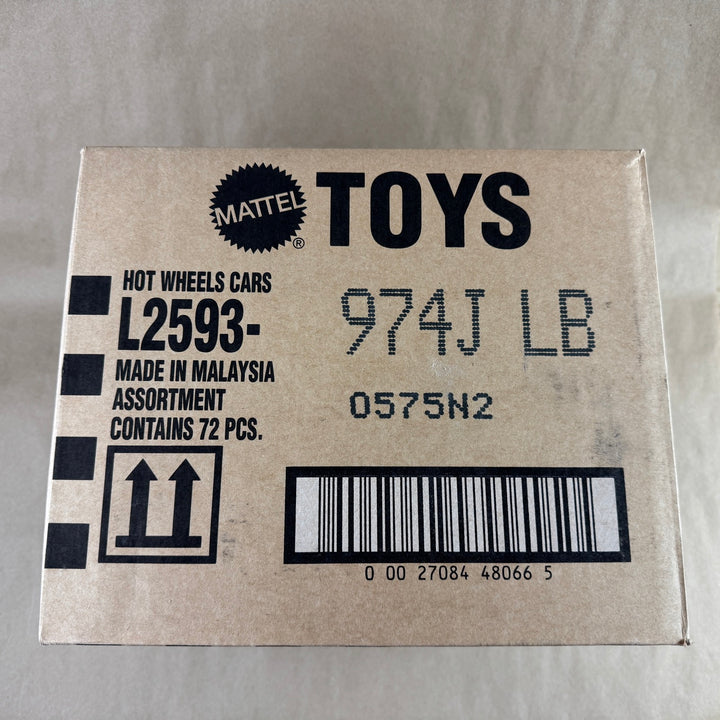 MATTEL® TOYS
HOT WHEELS CARS
L2593-
974J LB
MADE IN MALAYSIA
ASSORTMENT
0575N2
CONTAINS 72 PCS.
0 00 27084 48066 5